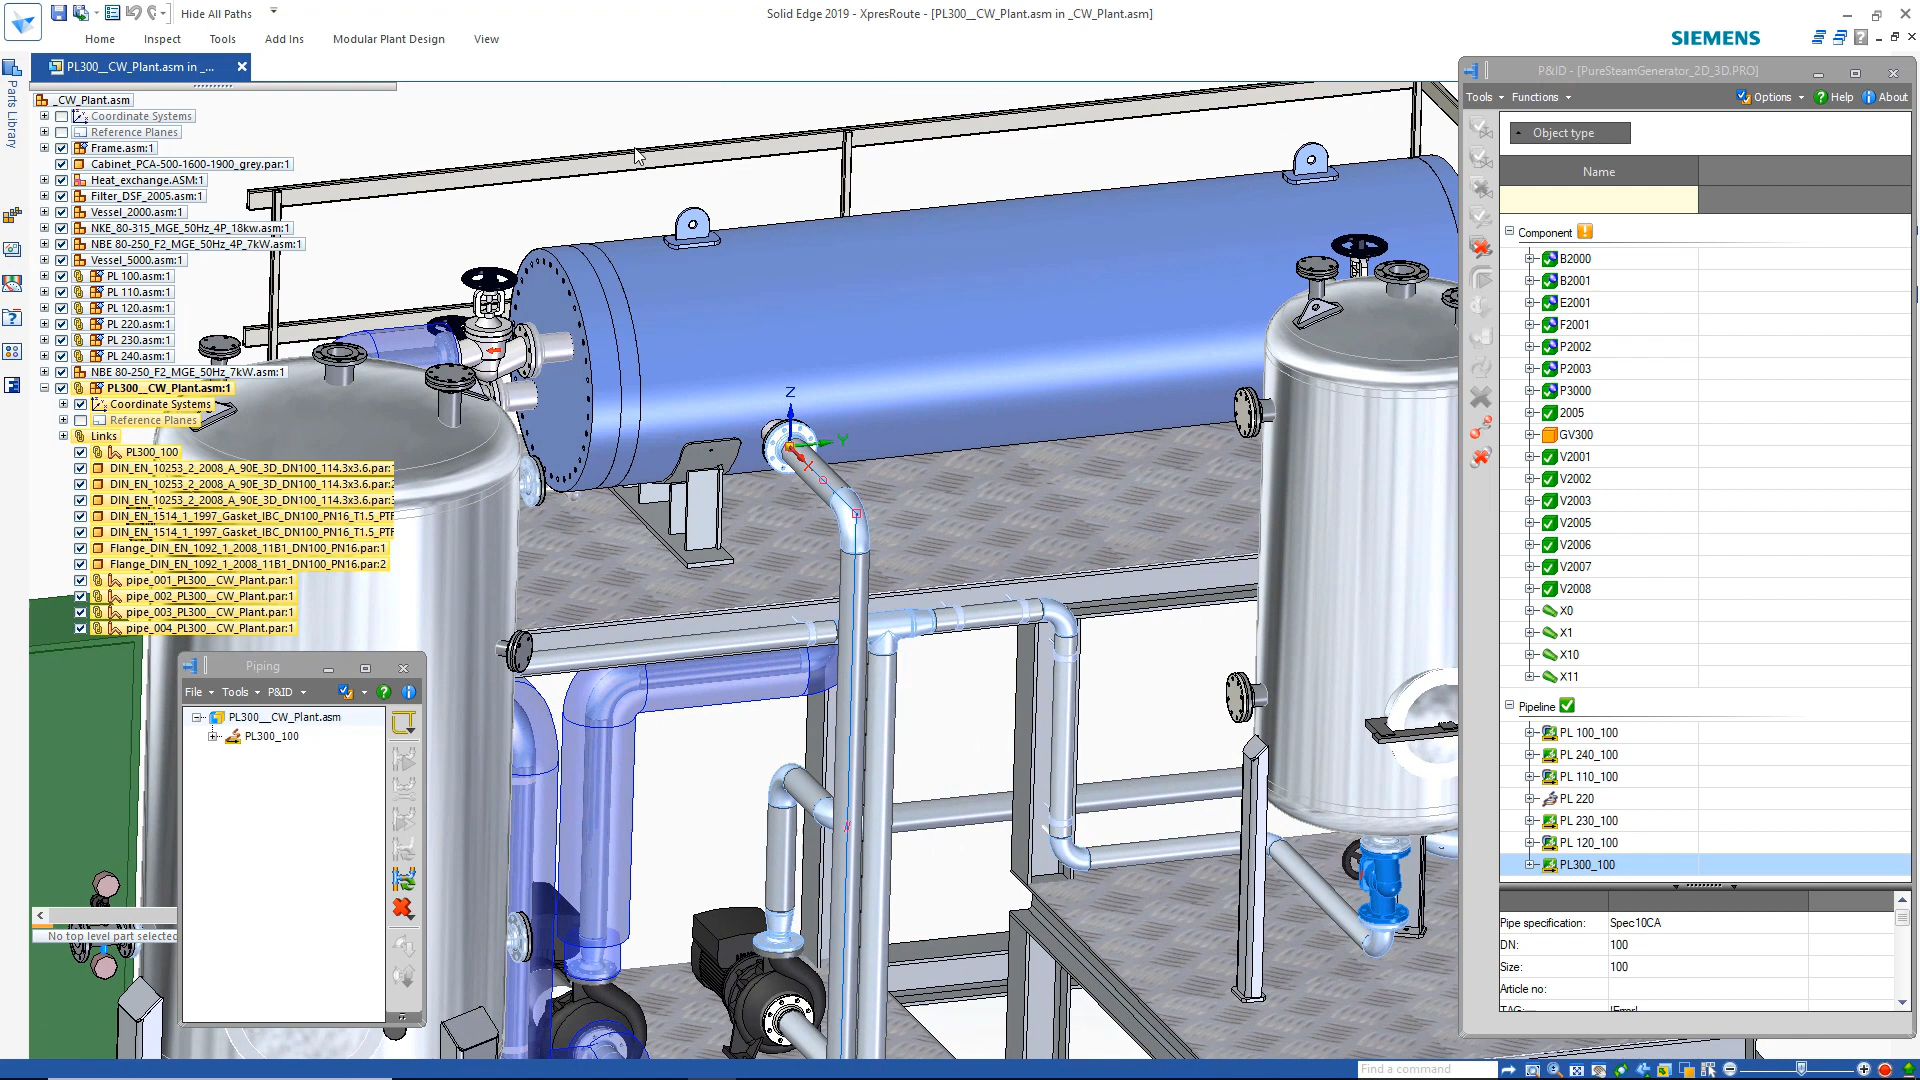 Hide All Paths
Solid Edge 2019 - XpresRoute - [PL300__CW_Plant.asm in _CW_Plant.asm]
Home
Inspect
Tools
Add Ins
Modular Plant Design
View
SIEMENS
PL300__CW_Plant.asm in _...
Parts Library
_CW_Plant.asm
Coordinate Systems
Reference Planes
Frame.asm:1
Cabinet_PCA-500-1600-1900_grey.par:1
Heat_exchange.ASM:1
Filter_DSF_2005.asm:1
Vessel_2000.asm:1
NKE_80-315_MGE_50Hz_4P_18kw.asm:1
NBE 80-250_F2_MGE_50Hz_4P_7kW.asm:1
Vessel_5000.asm:1
PL 100.asm:1
PL 110.asm:1
PL 120.asm:1
PL 220.asm:1
PL 230.asm:1
PL 240.asm:1
NBE 80-250_F2_MGE_50Hz_7kW.asm:1
PL300__CW_Plant.asm:1
Coordinate Systems
Reference Planes
Links
PL300_100
DIN_EN_10253_2_2008_A_90E_3D_DN100_114.3x3.6.par:
DIN_EN_10253_2_2008_A_90E_3D_DN100_114.3x3.6.par:
DIN_EN_10253_2_2008_A_90E_3D_DN100_114.3x3.6.par:
DIN_EN_1514_1_1997_Gasket_IBC_DN100_PN16_T1.5_PTF
DIN_EN_1514_1_1997_Gasket_IBC_DN100_PN16_T1.5_PTF
Flange_DIN_EN_1092_1_2008_11B1_DN100_PN16.par:1
Flange_DIN_EN_1092_1_2008_11B1_DN100_PN16.par:2
pipe_001_PL300__CW_Plant.par:1
pipe_002_PL300__CW_Plant.par:1
pipe_003_PL300__CW_Plant.par:1
pipe_004_PL300__CW_Plant.par:1
No top level part selected
Piping
File
Tools
P&ID
PL300__CW_Plant.asm
PL300_100
Z
Y
X
P&ID - [PureSteamGenerator_2D_3D.PRO]
Tools
Functions
Options
Help
About
Object type
Name
Component
B2000
B2001
E2001
F2001
P2002
P2003
P3000
2005
GV300
V2001
V2002
V2003
V2005
V2006
V2007
V2008
X0
X1
X10
X11
Pipeline
PL 100_100
PL 240_100
PL 110_100
PL 220
PL 230_100
PL 120_100
PL300_100
Pipe specification: Spec10CA
DN: 100
Size: 100
Article no:
TAG: !Error!
Find a command